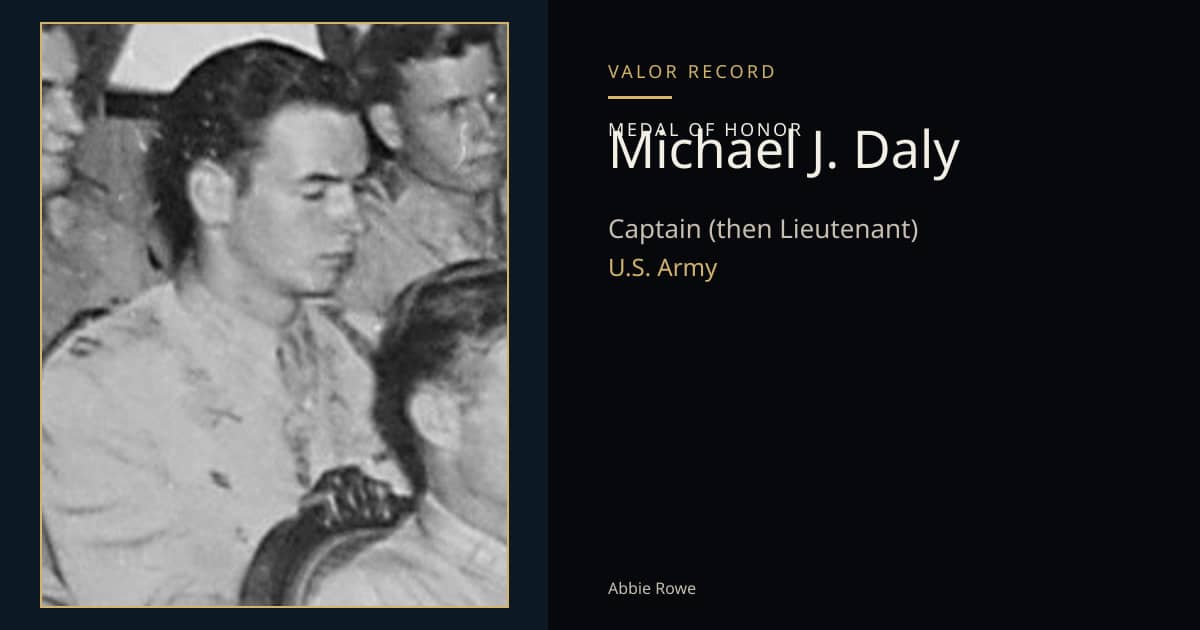 VALOR RECORD
MEDAL OF HONOR
Michael J. Daly
Captain (then Lieutenant)
U.S. Army
Abbie Rowe